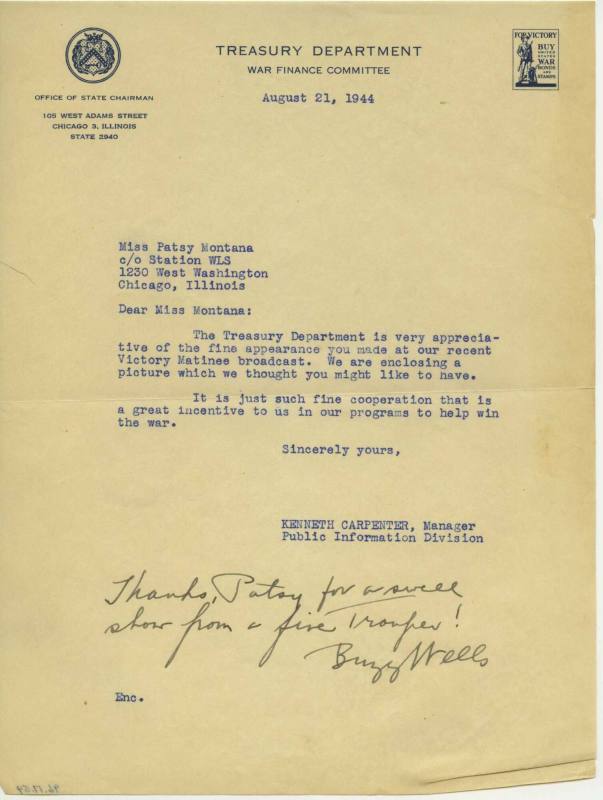 TREASURY DEPARTMENT
WAR FINANCE COMMITTEE
FOR VICTORY
BUY
UNITED
STATES
WAR
BONDS
AND
STAMPS
OFFICE OF STATE CHAIRMAN
105 WEST ADAMS STREET
CHICAGO 3, ILLINOIS
STATE 2940
August 21, 1944
Miss Patsy Montana
c/o Station WLS
1230 West Washington
Chicago, Illinois
Dear Miss Montana:
The Treasury Department is very apprecia-
tive of the fine appearance you made at our recent
Victory Matinee broadcast. We are enclosing a
picture which we thought you might like to have.
It is just such fine cooperation that is
a great incentive to us in our programs to help win
the war.
Sincerely yours,
KENNETH CARPENTER, Manager
Public Information Division
Thanks, Patsy for a swell
show from a fine Trouper!
Buzz Wells
Enc.